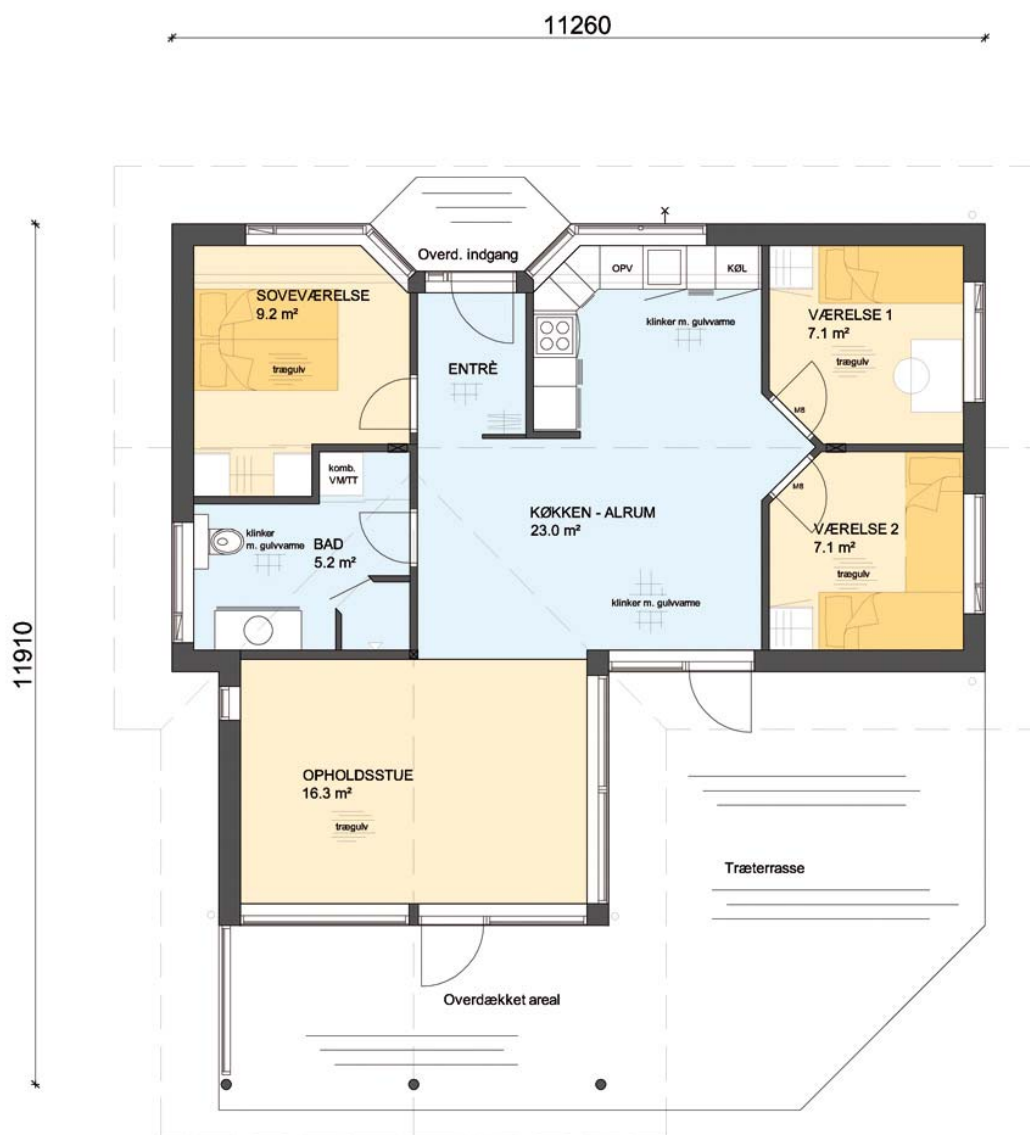 11260
Overd. indgang
OPV
KØL
SOVEVÆRELSE
9.2 m²
trægulv
ENTRÈ
klinker m. gulvvarme
VÆRELSE 1
7.1 m²
trægulv
M8
komb.
VM/TT
klinker
m. gulvvarme
BAD
5.2 m²
KØKKEN - ALRUM
23.0 m²
klinker m. gulvvarme
M8
VÆRELSE 2
7.1 m²
trægulv
11910
OPHOLDSSTUE
16.3 m²
trægulv
Træterrasse
Overdækket areal